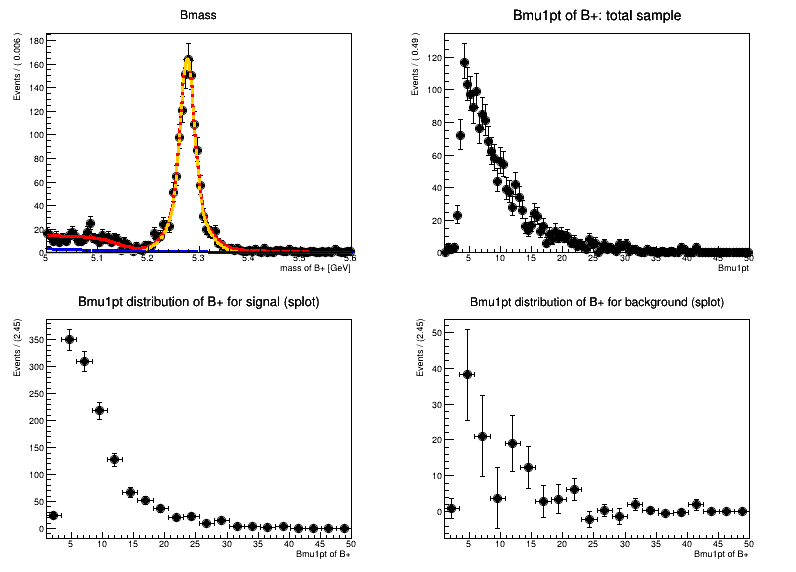 Bmass
Events / ( 0.006 )
180
160
140
120
100
80
60
40
20
0
5 5.1 5.2 5.3 5.4 5.5 5.6
mass of B+ [GeV]
Bmu1pt of B+: total sample
Events / ( 0.49 )
120
100
80
60
40
20
0
5 10 15 20 25 30 35 40 45 50
Bmu1pt
Bmu1pt distribution of B+ for signal (splot)
Events / (2.45)
350
300
250
200
150
100
50
0
5 10 15 20 25 30 35 40 45 50
Bmu1pt of B+
Bmu1pt distribution of B+ for background (splot)
Events / (2.45)
50
40
30
20
10
0
5 10 15 20 25 30 35 40 45 50
Bmu1pt of B+